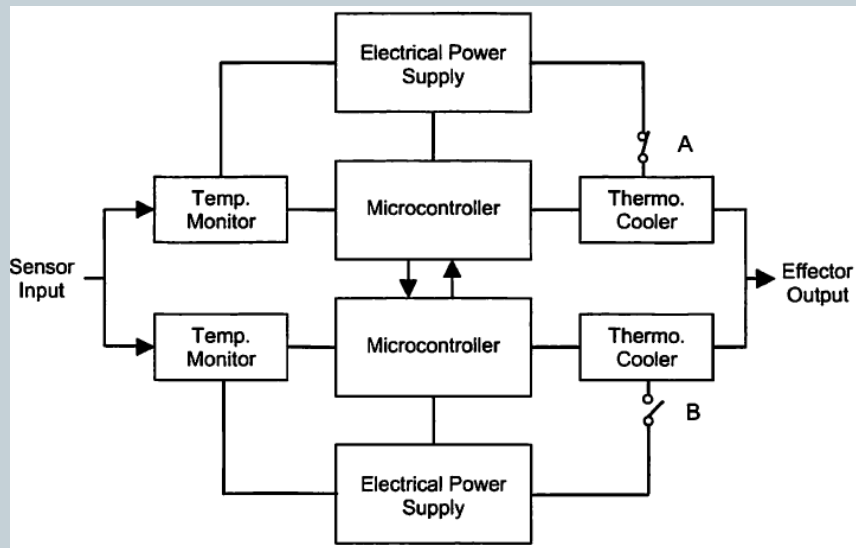 Electrical Power
Supply
A
Temp.
Monitor
Microcontroller
Thermo.
Cooler
Sensor
Input
Effector
Output
Temp.
Monitor
Microcontroller
Thermo.
Cooler
B
Electrical Power
Supply